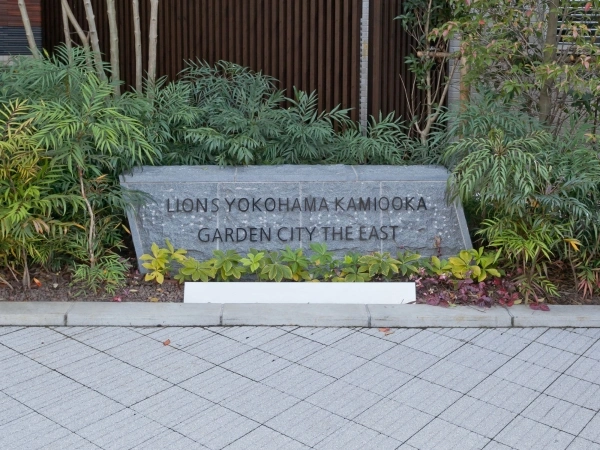 LIONS YOKOHAMA KAMIOOKA
GARDEN CITY THE EAST